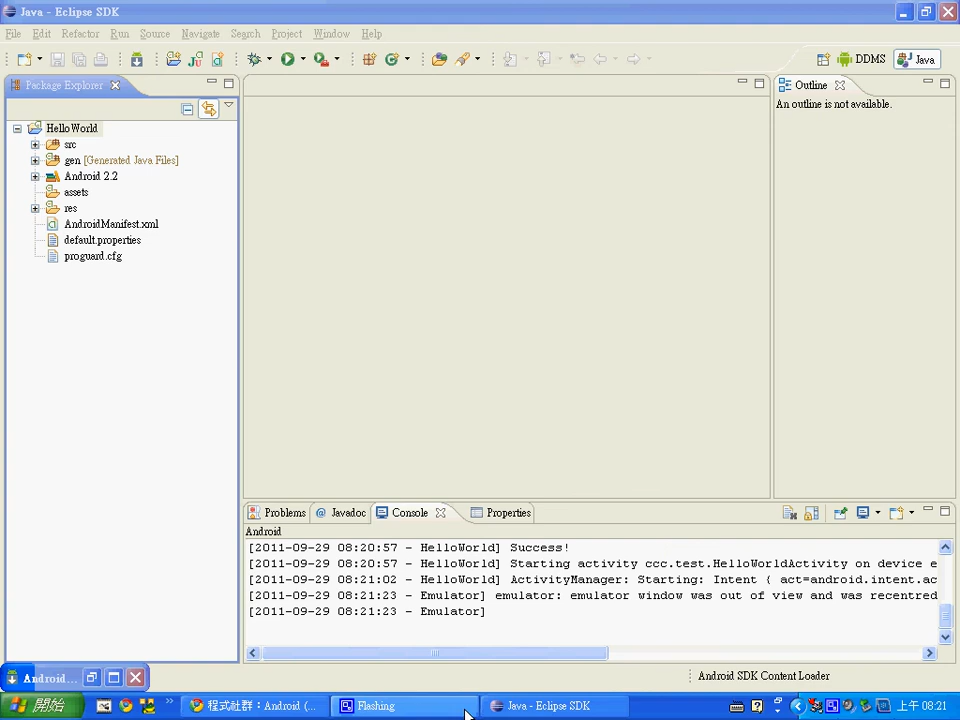 Java - Eclipse SDK
File Edit Refactor Run Source Navigate Search Project Window Help
DDMS Java
Package Explorer
Outline
An outline is not available.
HelloWorld
src
gen [Generated Java Files]
Android 2.2
assets
res
AndroidManifest.xml
default.properties
proguard.cfg
Problems @ Javadoc Console Properties
Android
[2011-09-29 08:20:57 - HelloWorld] Success!
[2011-09-29 08:20:57 - HelloWorld] Starting activity ccc.test.HelloWorldActivity on device e
[2011-09-29 08:21:02 - HelloWorld] ActivityManager: Starting: Intent { act=android.intent.ac
[2011-09-29 08:21:23 - Emulator] emulator: emulator window was out of view and was recentred
[2011-09-29 08:21:23 - Emulator]
Android...
Android SDK Content Loader
開始 程式社群：Android (... Flashing Java - Eclipse SDK 上午 08:21